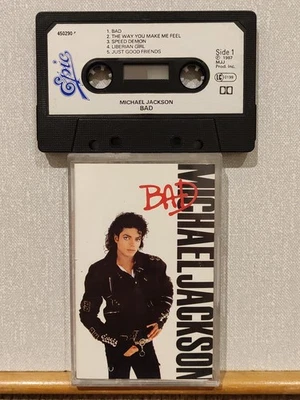 450290
1. BAD
2. THE WAY YOU MAKE ME FEEL
3. SPEED DEMON
4. LIBERIAN GIRL
5. JUST GOOD FRIENDS
Side 1
℗ 1987
MJJ
Prod. Inc.
Epic
MICHAEL JACKSON
BAD
BAD
MICHAEL JACKSON